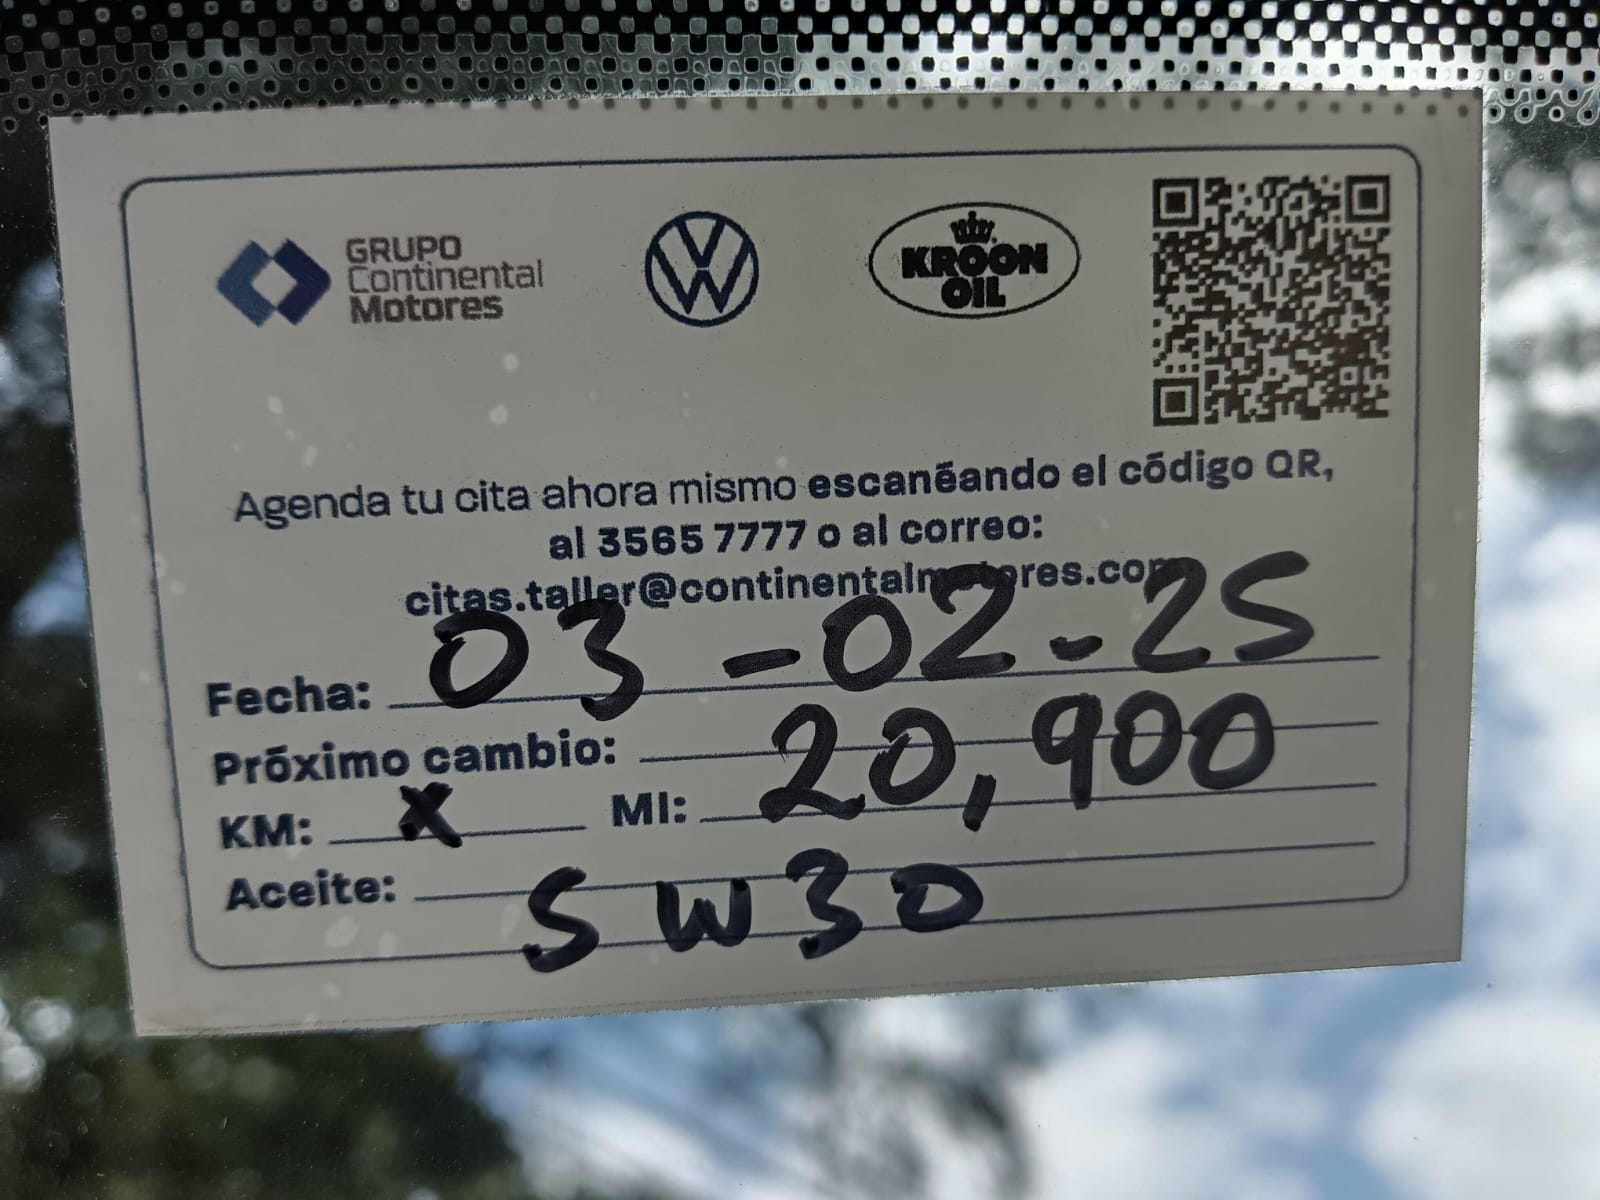 GRUPO
Continental
Motores
KROON
OIL
Agenda tu cita ahora mismo escanéando el código QR,
al 3565 7777 o al correo:
citas.taller@continentalmotores.com
Fecha: 03-02-25
Próximo cambio: 20,900
KM: X MI:
Aceite: 5W30